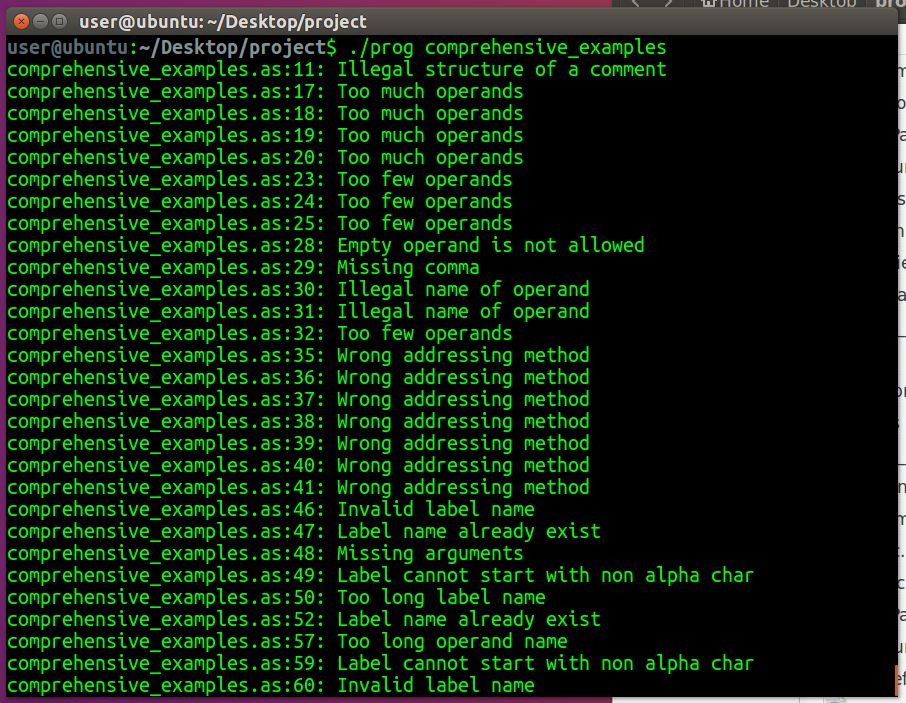 Home Desktop
user@ubuntu: ~/Desktop/project
user@ubuntu:~/Desktop/project$ ./prog comprehensive_examples
comprehensive_examples.as:11: Illegal structure of a comment
comprehensive_examples.as:17: Too much operands
comprehensive_examples.as:18: Too much operands
comprehensive_examples.as:19: Too much operands
comprehensive_examples.as:20: Too much operands
comprehensive_examples.as:23: Too few operands
comprehensive_examples.as:24: Too few operands
comprehensive_examples.as:25: Too few operands
comprehensive_examples.as:28: Empty operand is not allowed
comprehensive_examples.as:29: Missing comma
comprehensive_examples.as:30: Illegal name of operand
comprehensive_examples.as:31: Illegal name of operand
comprehensive_examples.as:32: Too few operands
comprehensive_examples.as:35: Wrong addressing method
comprehensive_examples.as:36: Wrong addressing method
comprehensive_examples.as:37: Wrong addressing method
comprehensive_examples.as:38: Wrong addressing method
comprehensive_examples.as:39: Wrong addressing method
comprehensive_examples.as:40: Wrong addressing method
comprehensive_examples.as:41: Wrong addressing method
comprehensive_examples.as:46: Invalid label name
comprehensive_examples.as:47: Label name already exist
comprehensive_examples.as:48: Missing arguments
comprehensive_examples.as:49: Label cannot start with non alpha char
comprehensive_examples.as:50: Too long label name
comprehensive_examples.as:52: Label name already exist
comprehensive_examples.as:57: Too long operand name
comprehensive_examples.as:59: Label cannot start with non alpha char
comprehensive_examples.as:60: Invalid label name